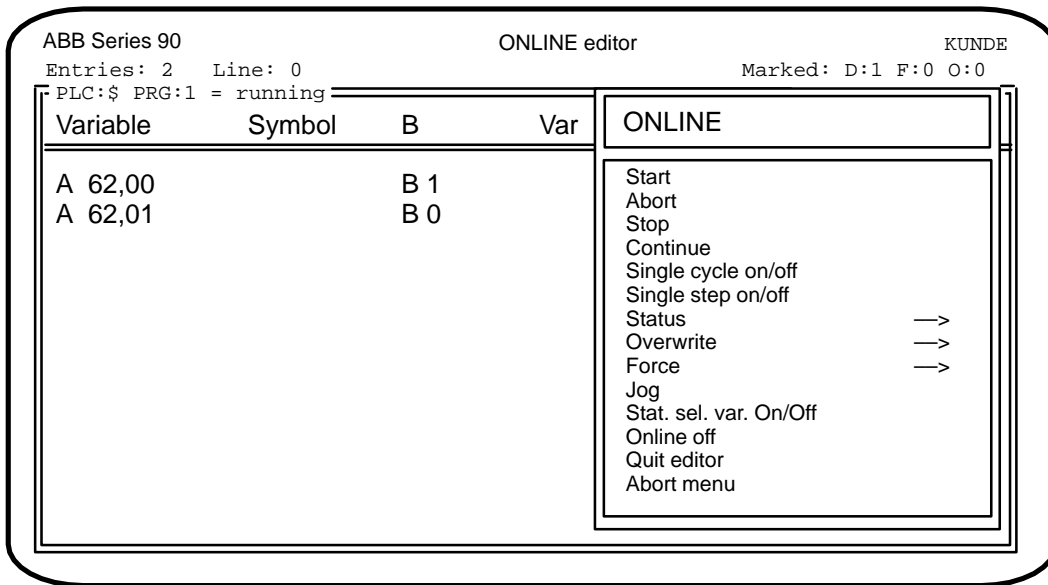 ABB Series 90 ONLINE editor KUNDE
Entries: 2 Line: 0 Marked: D:1 F:0 O:0
PLC:$ PRG:1 = running
Variable Symbol B Var
A 62,00 B 1
A 62,01 B 0
ONLINE
Start
Abort
Stop
Continue
Single cycle on/off
Single step on/off
Status —>
Overwrite —>
Force —>
Jog
Stat. sel. var. On/Off
Online off
Quit editor
Abort menu